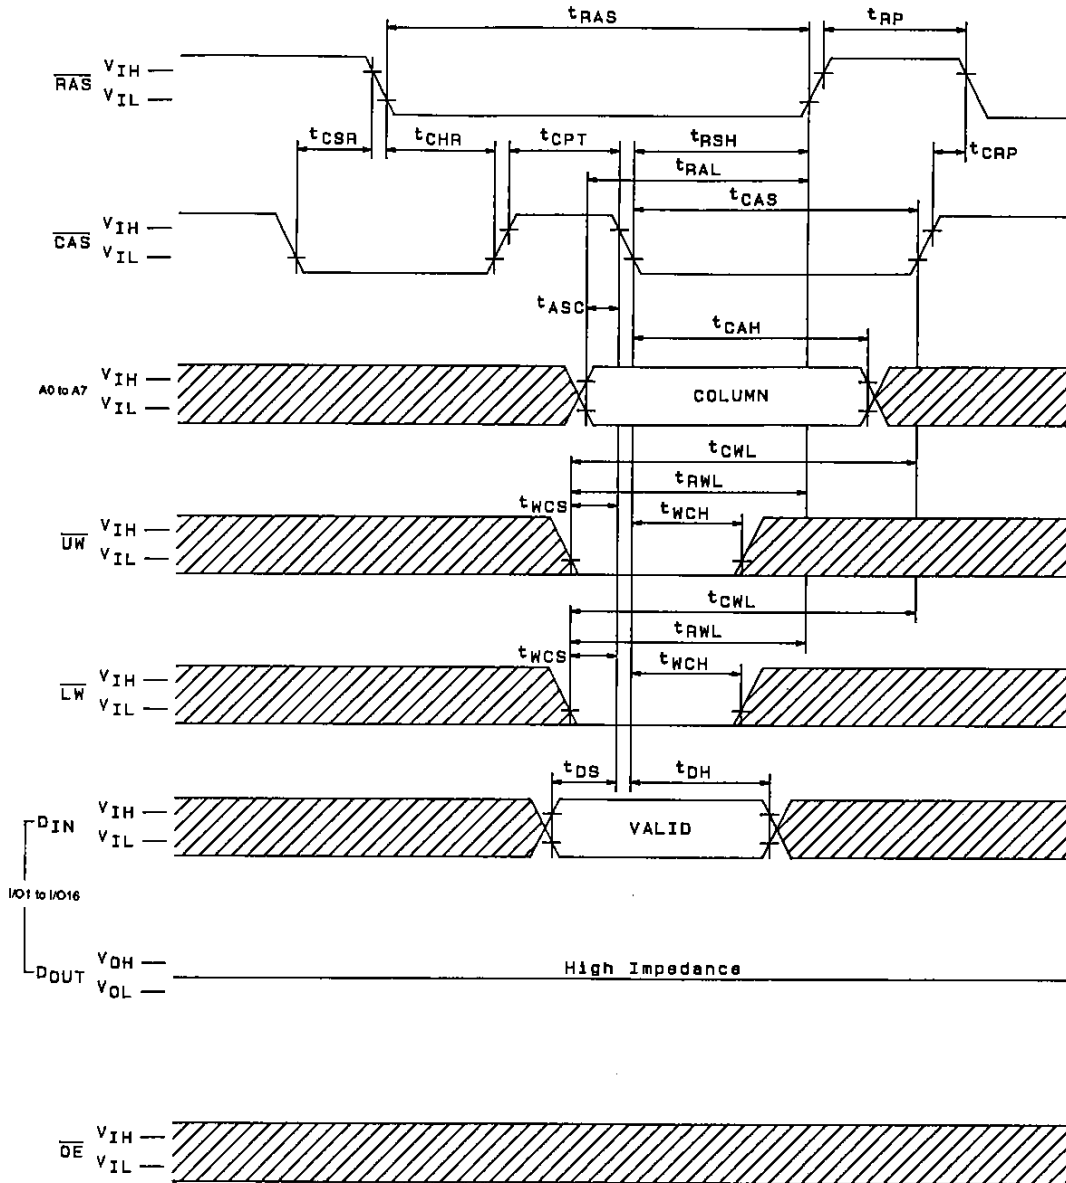 tRAS tRP
RAS VIH
VIL
tCSR tCHR tCPT tRSH tCRP
tRAL
tCAS
CAS VIH
VIL
tASC
tCAH
A0 to A7 VIH
VIL
COLUMN
tCWL
tRWL
tWCS tWCH
UW VIH
VIL
tCWL
tRWL
tWCS tWCH
LW VIH
VIL
tDS tDH
DIN VIH
VIL
VALID
I/O1 to I/O16
DOUT VOH
VOL
High Impedance
OE VIH
VIL